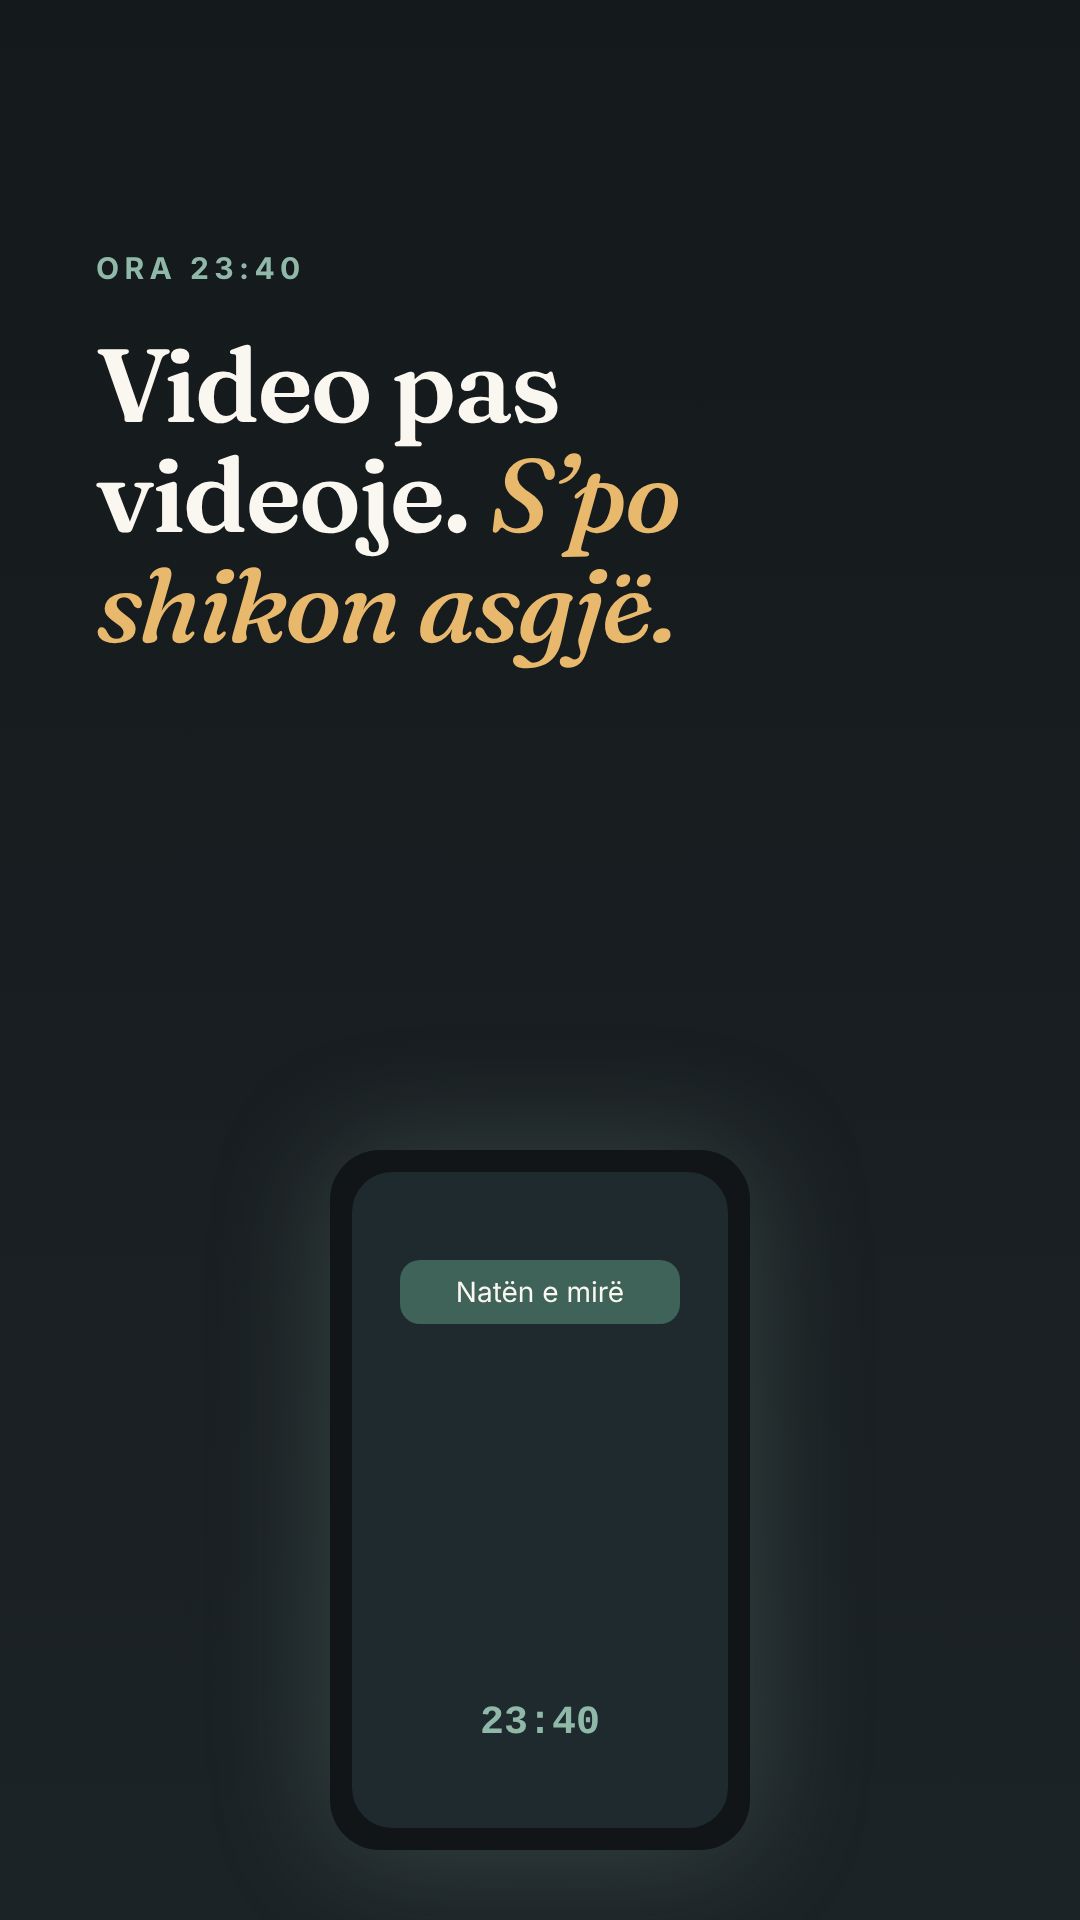 ORA 23:40
Video pas
videoje. S’po
shikon asgjë.
Natën e mirë
23:40